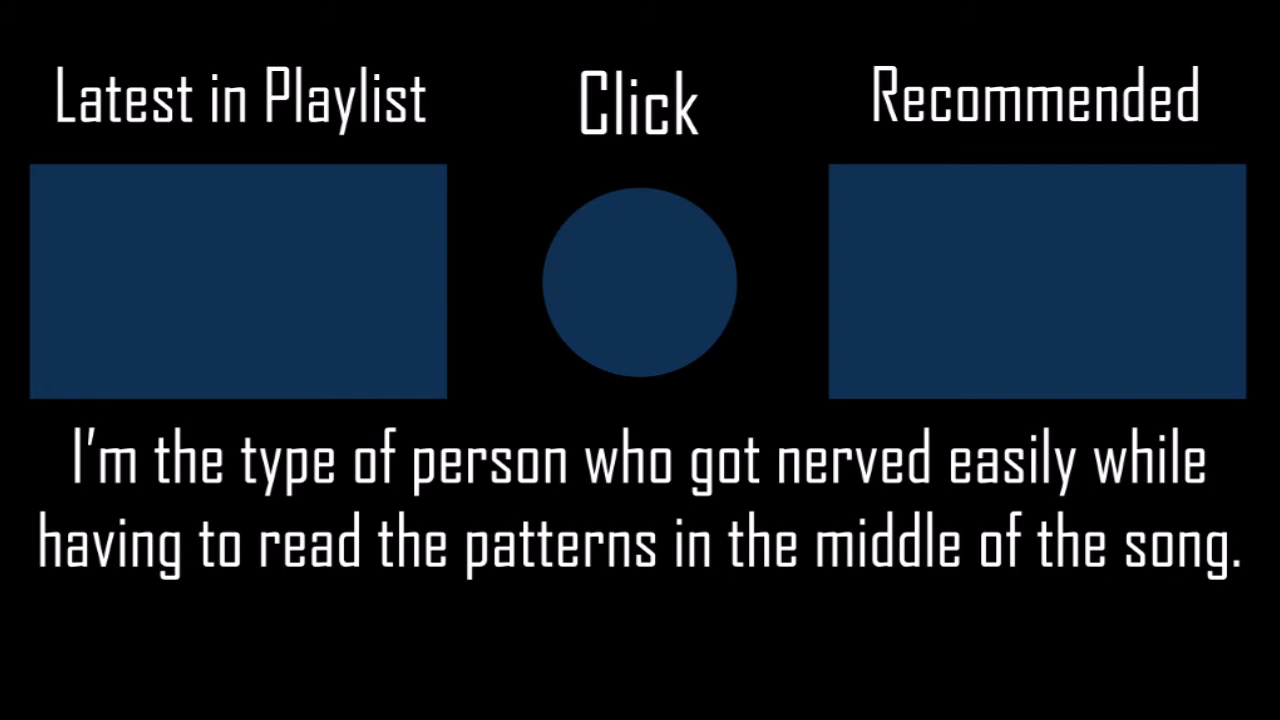 Latest in Playlist
Click
Recommended
I'm the type of person who got nerved easily while
having to read the patterns in the middle of the song.